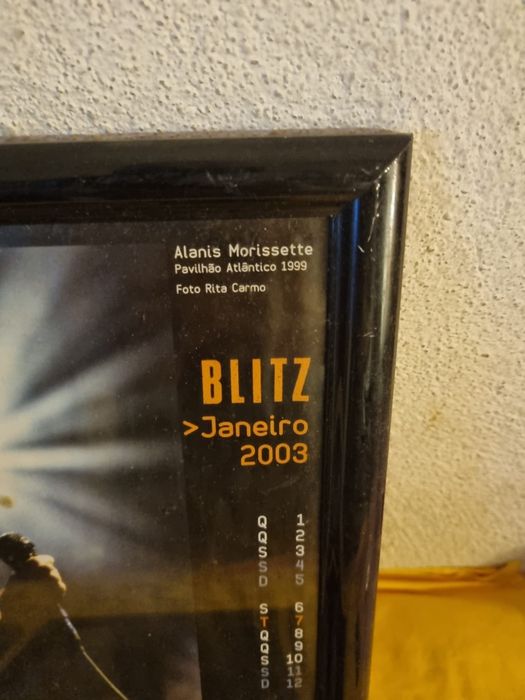 Alanis Morissette
Pavilhão Atlântico 1999
Foto Rita Carmo
BLITZ
>Janeiro
2003
Q 1
Q 2
S 3
S 4
D 5
S 6
T 7
Q 8
Q 9
S 10
S 11
D 12